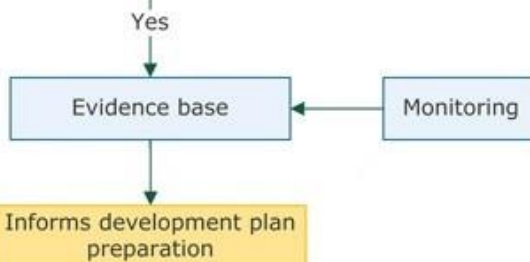 Yes
Evidence base
Monitoring
Informs development plan
preparation